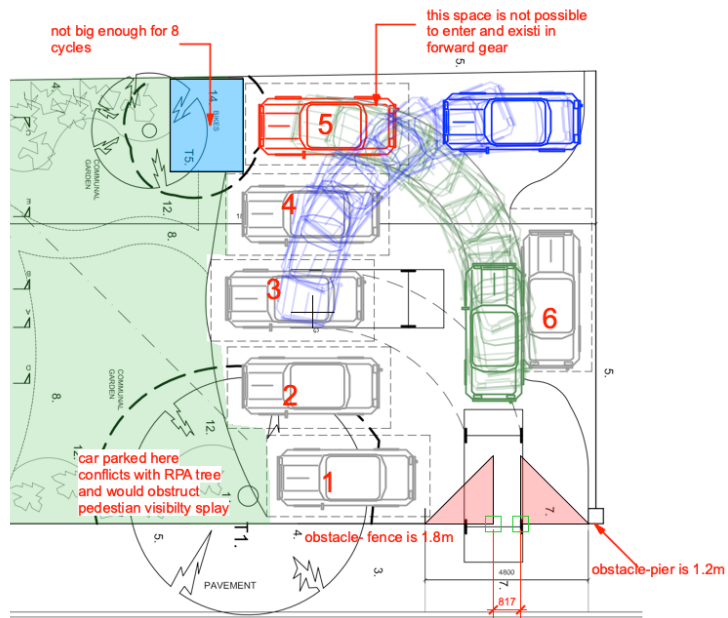 this space is not possible
to enter and existi in
forward gear
not big enough for 8
cycles
5.
4.
14.
BIKES
T5.
5
COMMUNAL
GARDEN
12.
4
8.
3
6
5.
2
COMMUNAL
GARDEN
8.
12.
car parked here
conflicts with RPA tree
and would obstruct
pedestian visibilty splay
1
T1.
obstacle- fence is 1.8m
7.
5.
4.
3.
obstacle-pier is 1.2m
4800
7.
PAVEMENT
817